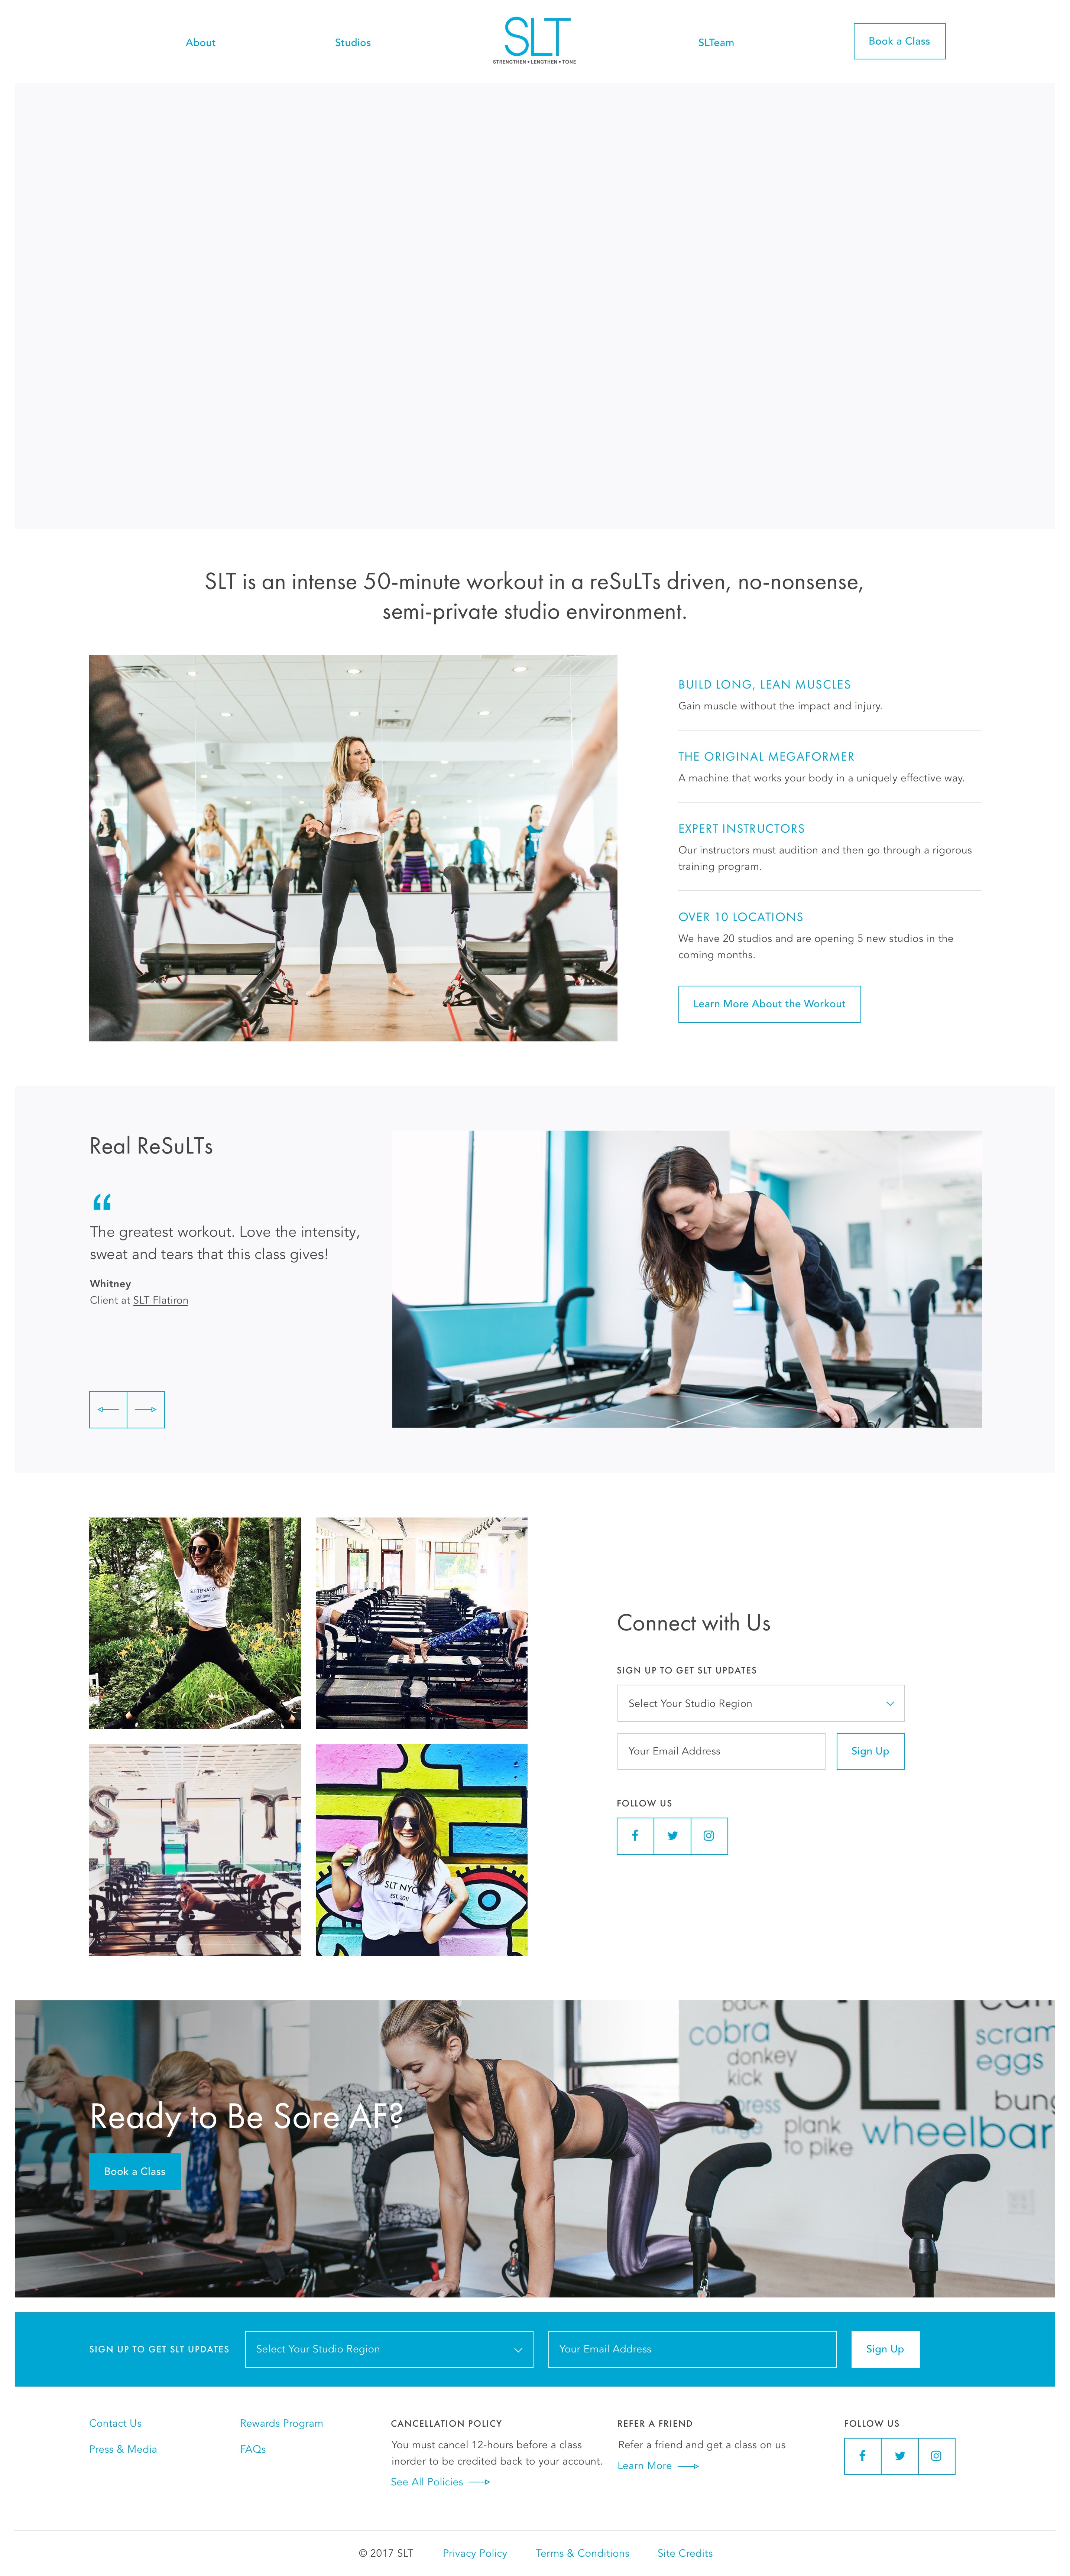 About
Studios
SLT
STRENGTHEN • LENGTHEN • TONE
SLTeam
Book a Class
SLT is an intense 50-minute workout in a reSuLTs driven, no-nonsense,
semi-private studio environment.
BUILD LONG, LEAN MUSCLES
Gain muscle without the impact and injury.
THE ORIGINAL MEGAFORMER
A machine that works your body in a uniquely effective way.
EXPERT INSTRUCTORS
Our instructors must audition and then go through a rigorous
training program.
OVER 10 LOCATIONS
We have 20 studios and are opening 5 new studios in the
coming months.
Learn More About the Workout
Real ReSuLTs
“
The greatest workout. Love the intensity,
sweat and tears that this class gives!
Whitney
Client at SLT Flatiron
SLT TENAFLY
SLT
SLT NYC
EST. 2011
Connect with Us
SIGN UP TO GET SLT UPDATES
Select Your Studio Region
Your Email Address
Sign Up
FOLLOW US
back
cobra
donkey
kick
plank
to pike
SLT
scram
eggs
bung
wheelbar
Ready to Be Sore AF?
Book a Class
SIGN UP TO GET SLT UPDATES
Select Your Studio Region
Your Email Address
Sign Up
Contact Us
Press & Media
Rewards Program
FAQs
CANCELLATION POLICY
You must cancel 12-hours before a class
inorder to be credited back to your account.
See All Policies
REFER A FRIEND
Refer a friend and get a class on us
Learn More
FOLLOW US
© 2017 SLT
Privacy Policy
Terms & Conditions
Site Credits